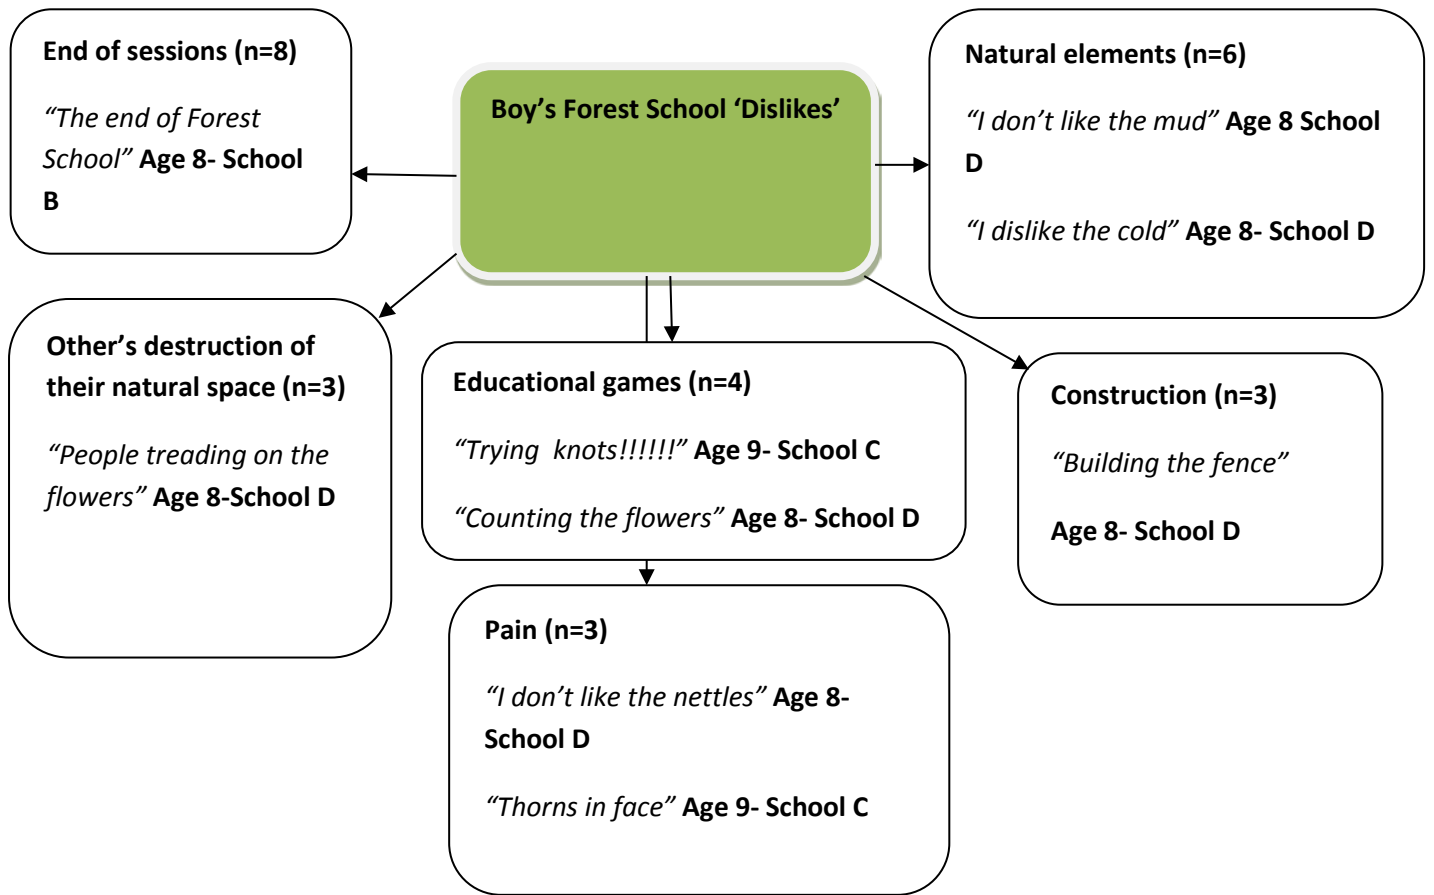 Boy’s Forest School ‘Dislikes’
End of sessions (n=8)
“The end of Forest
School” Age 8- School
B
Natural elements (n=6)
“I don’t like the mud” Age 8 School
D
“I dislike the cold” Age 8- School D
Other’s destruction of
their natural space (n=3)
“People treading on the
flowers” Age 8-School D
Educational games (n=4)
“Trying  knots!!!!!!” Age 9- School C
“Counting the flowers” Age 8- School D
Construction (n=3)
“Building the fence”
Age 8- School D
Pain (n=3)
“I don’t like the nettles” Age 8-
School D
“Thorns in face” Age 9- School C